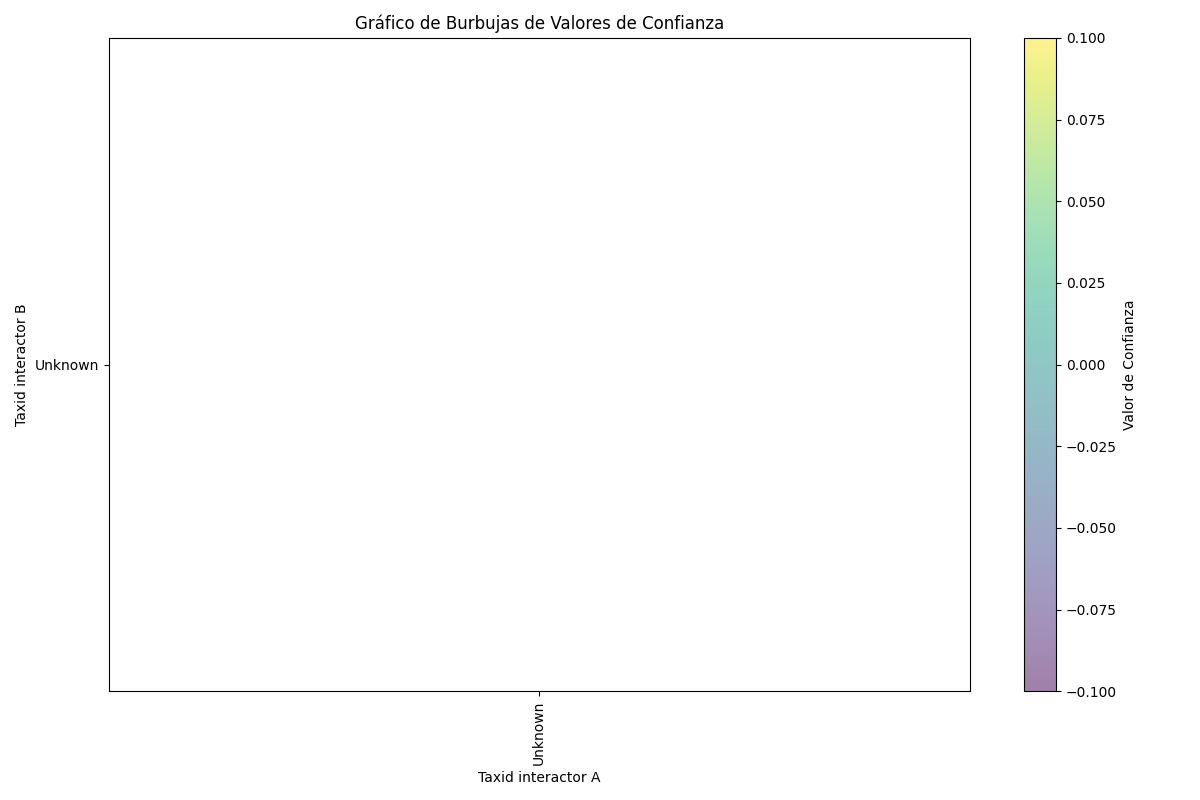 Gráfico de Burbujas de Valores de Confianza
Taxid interactor B
Unknown
Unknown
Taxid interactor A
0.100
0.075
0.050
0.025
0.000
−0.025
−0.050
−0.075
−0.100
Valor de Confianza